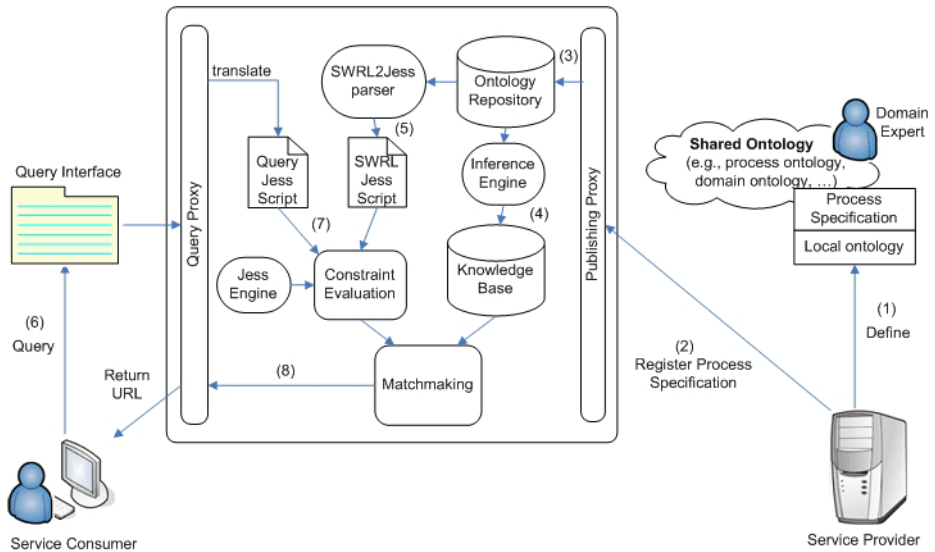 translate
SWRL2Jess
parser
Ontology
Repository
(3)
Domain
Expert
Shared Ontology
(e.g., process ontology,
domain ontology, ...)
(5)
Query
Jess
Script
SWRL
Jess
Script
Inference
Engine
Query Interface
Process
Specification
Local ontology
Query Proxy
Publishing Proxy
(7)
(4)
Jess
Engine
Constraint
Evaluation
Knowledge
Base
(6)
Query
(1)
Define
(2)
Register Process
Specification
Return
URL
(8)
Matchmaking
Service Consumer
Service Provider